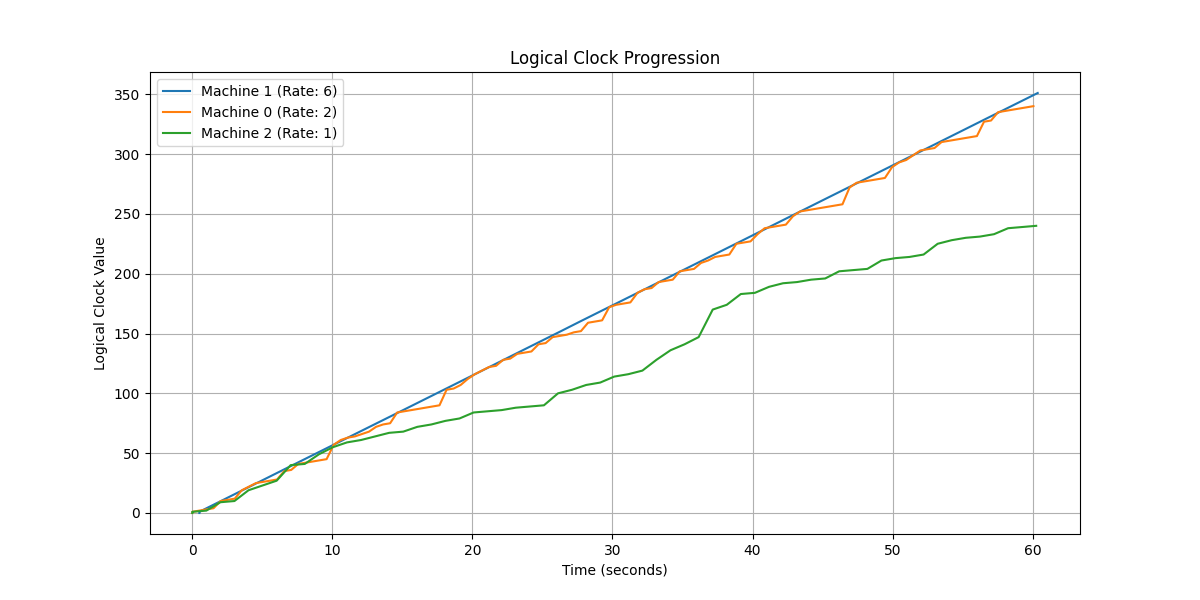 Logical Clock Progression
Machine 1 (Rate: 6)
Machine 0 (Rate: 2)
Machine 2 (Rate: 1)
Logical Clock Value
350
300
250
200
150
100
50
0
0 10 20 30 40 50 60
Time (seconds)